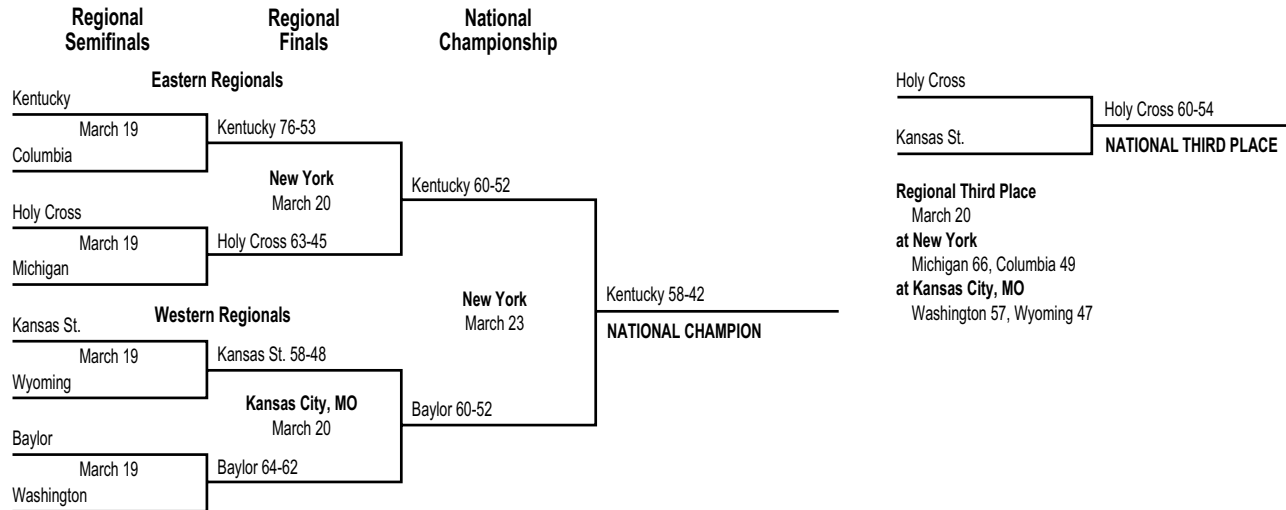 Regional
Semifinals
Regional
Finals
National
Championship
Eastern Regionals
Kentucky
March 19
Columbia
Kentucky 76-53
New York
March 20
Holy Cross
March 19
Michigan
Holy Cross 63-45
Kentucky 60-52
Western Regionals
Kansas St.
March 19
Wyoming
Kansas St. 58-48
Kansas City, MO
March 20
Baylor
March 19
Washington
Baylor 64-62
Baylor 60-52
New York
March 23
Kentucky 58-42
NATIONAL CHAMPION
Holy Cross
Kansas St.
Holy Cross 60-54
NATIONAL THIRD PLACE
Regional Third Place
March 20
at New York
Michigan 66, Columbia 49
at Kansas City, MO
Washington 57, Wyoming 47